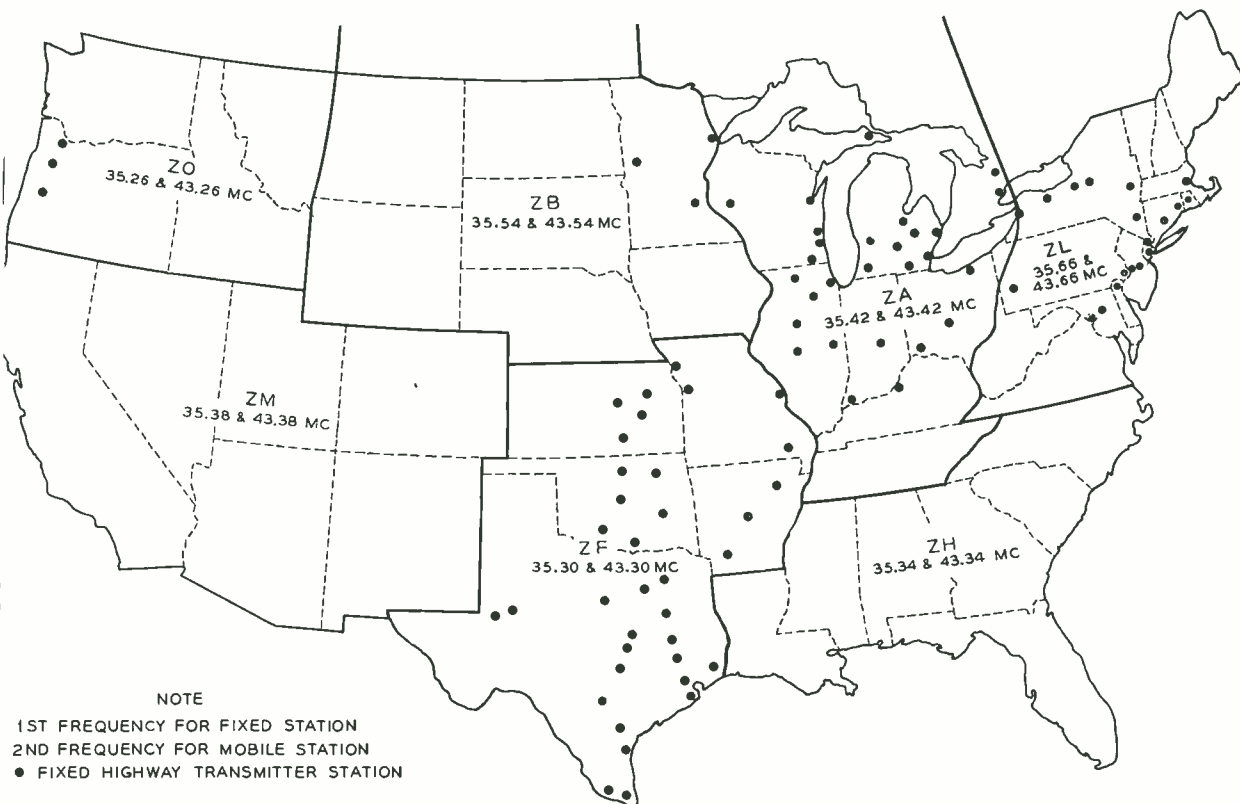 ZO
35.26 & 43.26 MC
ZB
35.54 & 43.54 MC
ZL
35.66 &
43.66 MC
ZA
35.42 & 43.42 MC
ZM
35.38 & 43.38 MC
ZF
35.30 & 43.30 MC
ZH
35.34 & 43.34 MC
NOTE
1ST FREQUENCY FOR FIXED STATION
2ND FREQUENCY FOR MOBILE STATION
● FIXED HIGHWAY TRANSMITTER STATION